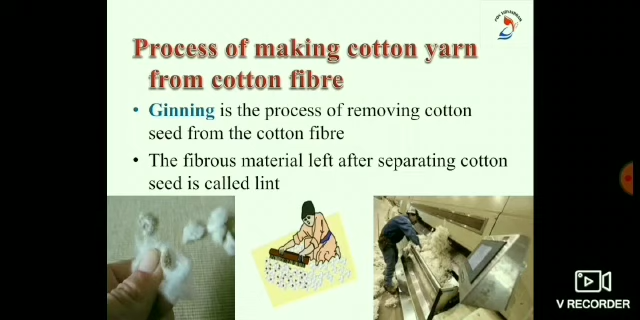 Process of making cotton yarn
from cotton fibre
• Ginning is the process of removing cotton
seed from the cotton fibre
• The fibrous material left after separating cotton
seed is called lint
V RECORDER